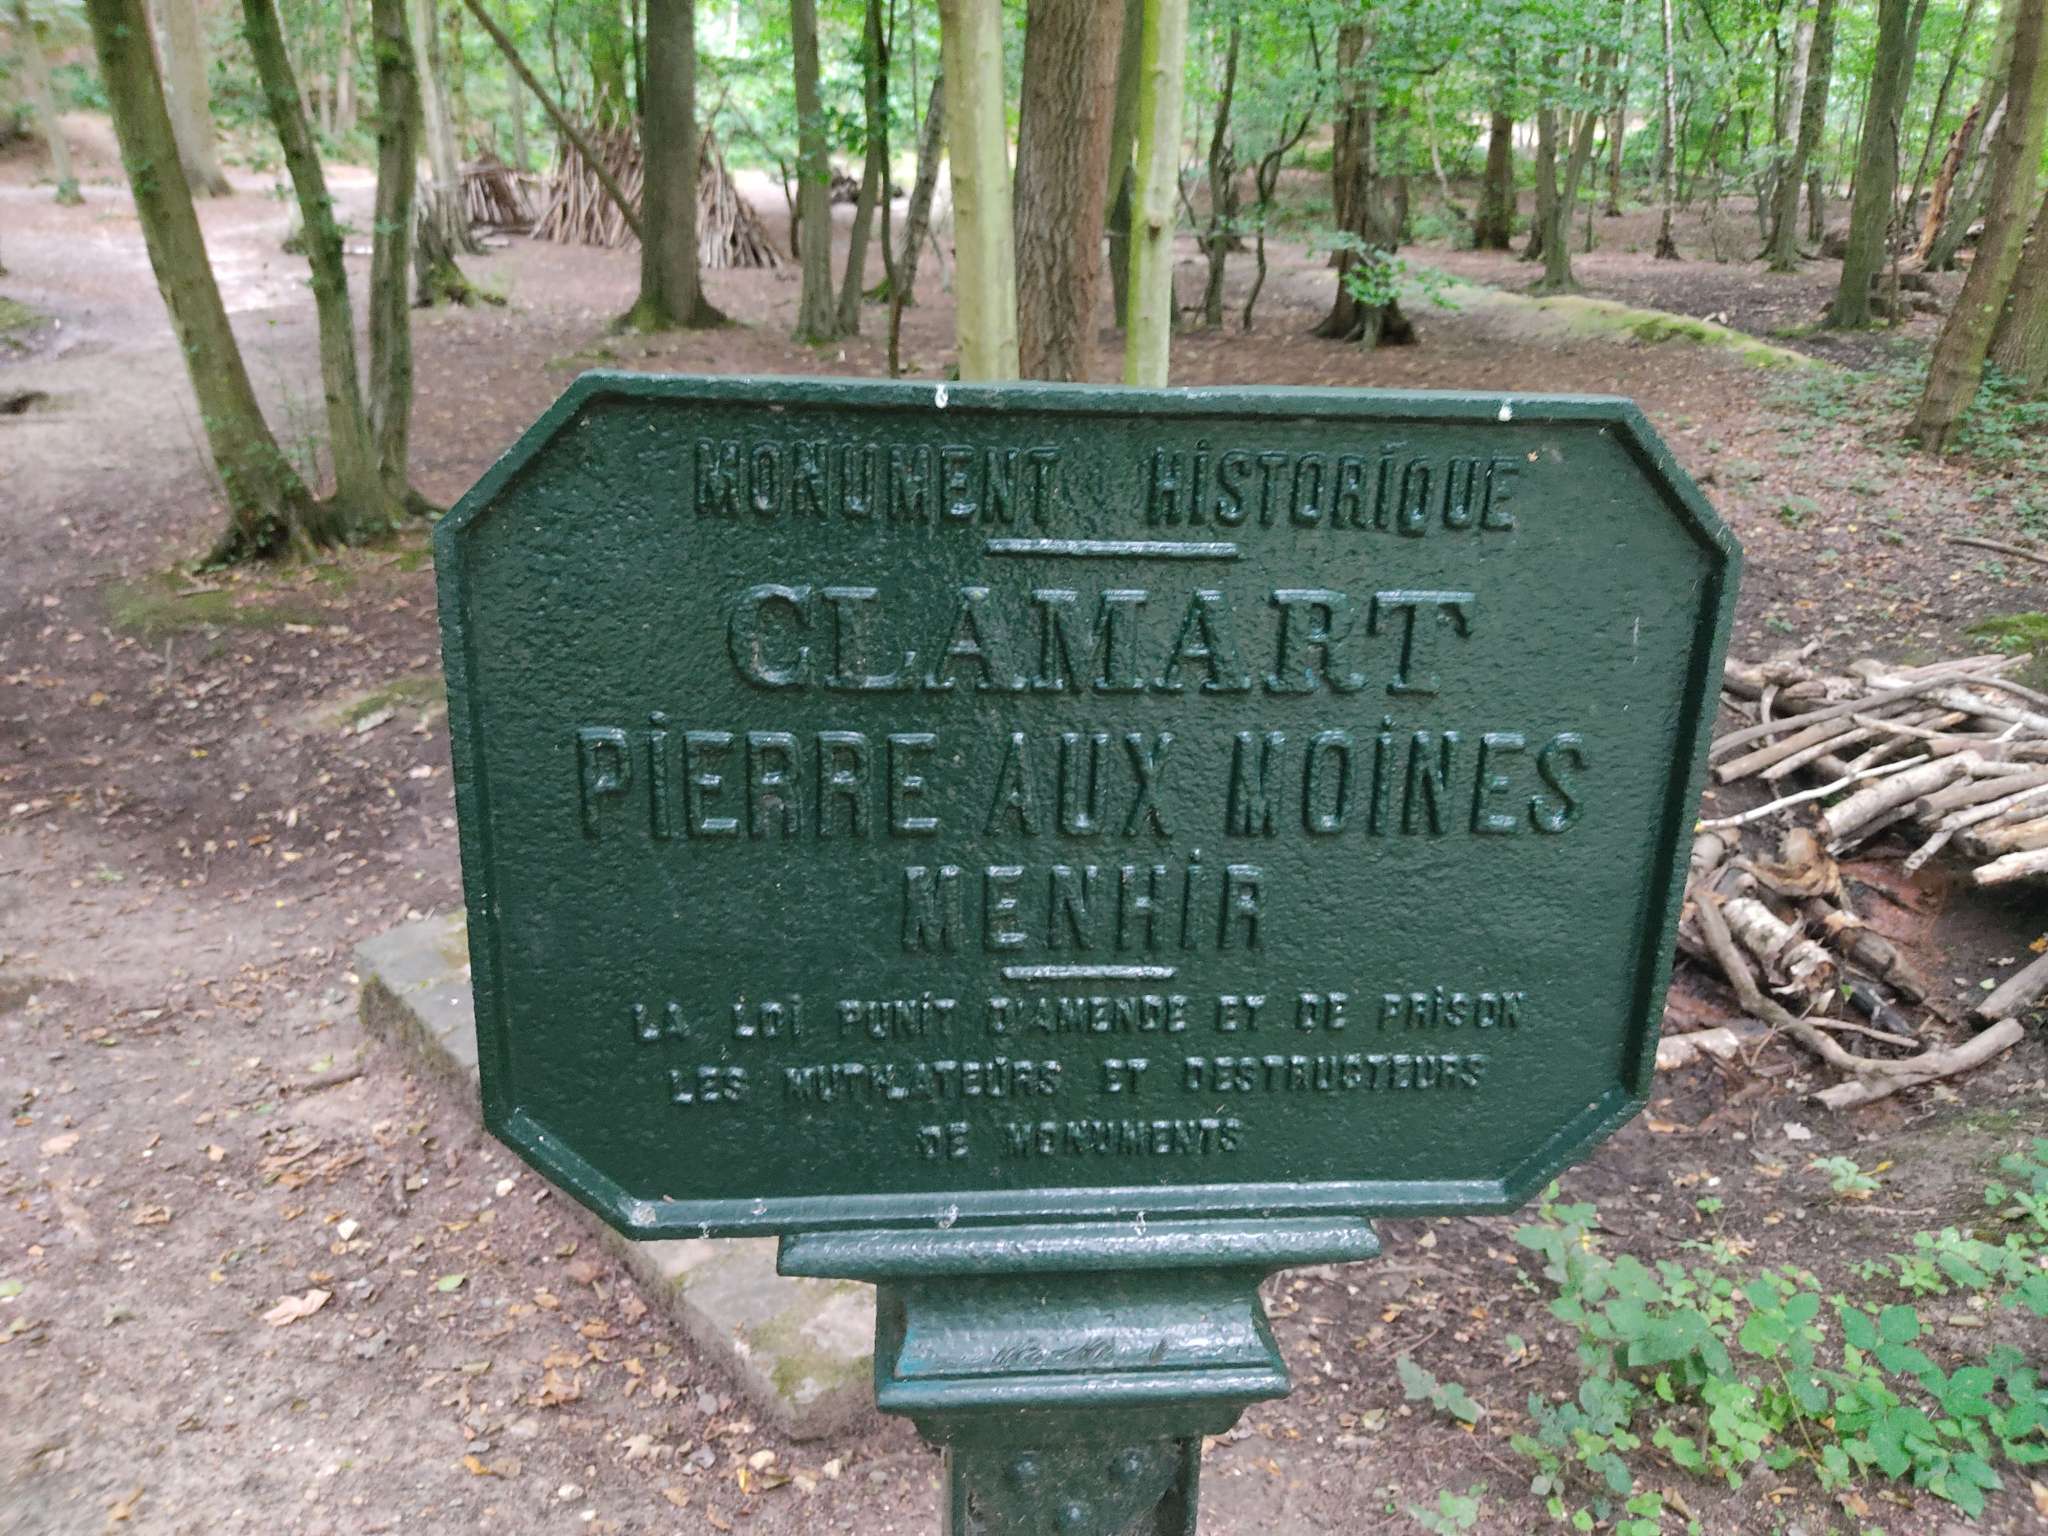 MONUMENT HISTORIQUE
CLAMART
PIERRE AUX MOINES
MENHIR
LA LOI PUNIT D'AMENDE ET DE PRISON
LES MUTILATEURS ET DESTRUCTEURS
DE MONUMENTS